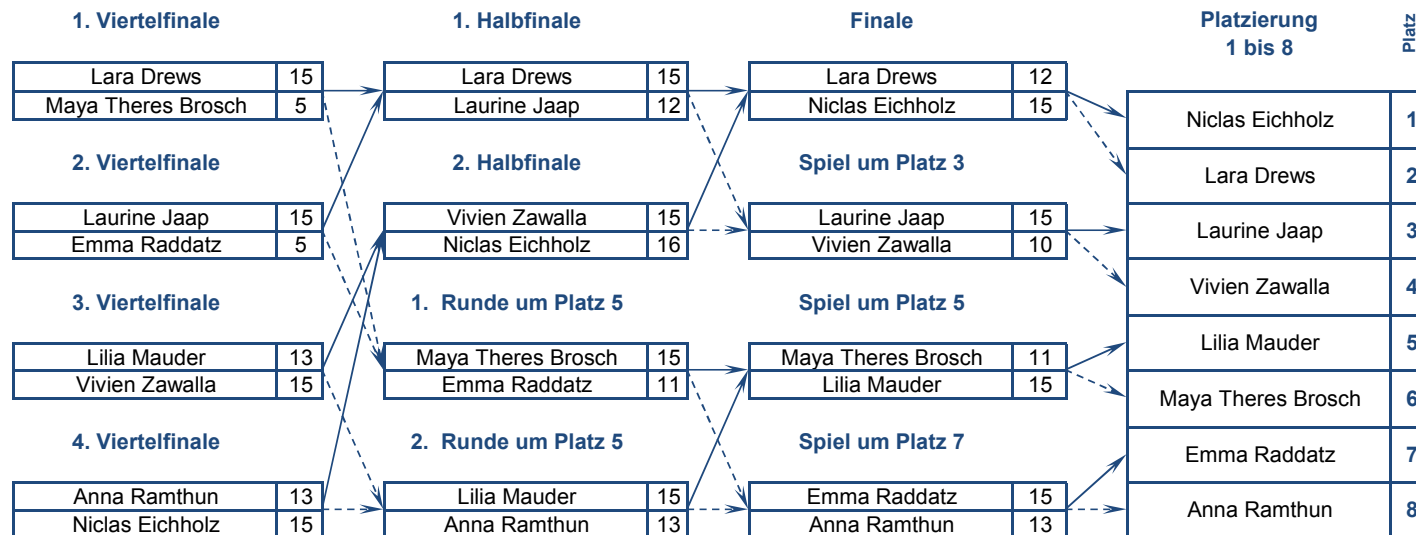 1. Viertelfinale
Lara Drews 15
Maya Theres Brosch 5
2. Viertelfinale
Laurine Jaap 15
Emma Raddatz 5
3. Viertelfinale
Lilia Mauder 13
Vivien Zawalla 15
4. Viertelfinale
Anna Ramthun 13
Niclas Eichholz 15
1. Halbfinale
Lara Drews 15
Laurine Jaap 12
2. Halbfinale
Vivien Zawalla 15
Niclas Eichholz 16
1. Runde um Platz 5
Maya Theres Brosch 15
Emma Raddatz 11
2. Runde um Platz 5
Lilia Mauder 15
Anna Ramthun 13
Finale
Lara Drews 12
Niclas Eichholz 15
Spiel um Platz 3
Laurine Jaap 15
Vivien Zawalla 10
Spiel um Platz 5
Maya Theres Brosch 11
Lilia Mauder 15
Spiel um Platz 7
Emma Raddatz 15
Anna Ramthun 13
Platzierung
1 bis 8
Platz
Niclas Eichholz 1
Lara Drews 2
Laurine Jaap 3
Vivien Zawalla 4
Lilia Mauder 5
Maya Theres Brosch 6
Emma Raddatz 7
Anna Ramthun 8